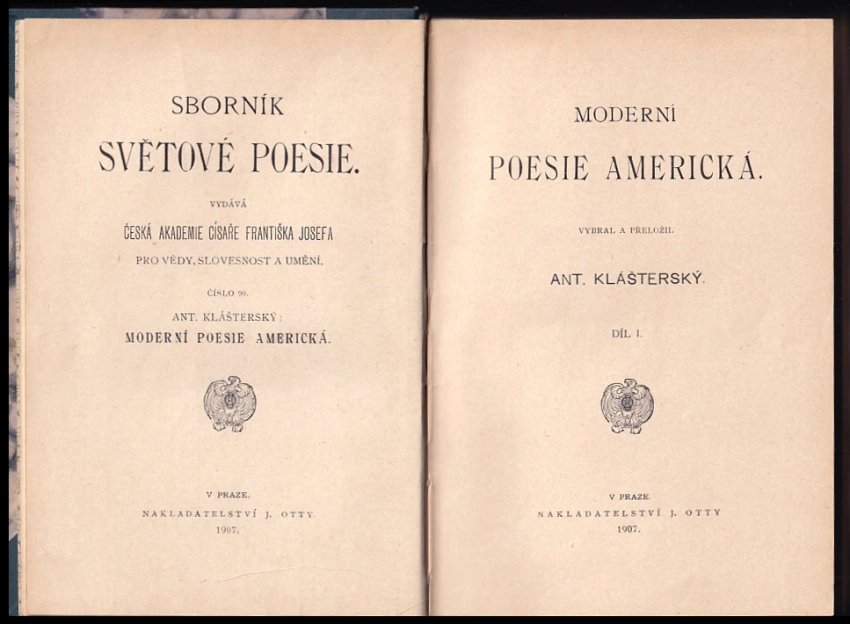 SBORNÍK
SVĚTOVÉ POESIE.
VYDÁVÁ
ČESKÁ AKADEMIE CÍSAŘE FRANTIŠKA JOSEFA
PRO VĚDY, SLOVESNOST A UMĚNÍ.
ČÍSLO 90.
ANT. KLÁŠTERSKÝ:
MODERNÍ POESIE AMERICKÁ.
V PRAZE.
NAKLADATELSTVÍ J. OTTY.
1907.
MODERNÍ
POESIE AMERICKÁ.
VYBRAL A PŘELOŽIL
ANT. KLÁŠTERSKÝ.
DÍL I.
V PRAZE.
NAKLADATELSTVÍ J. OTTY
1907.